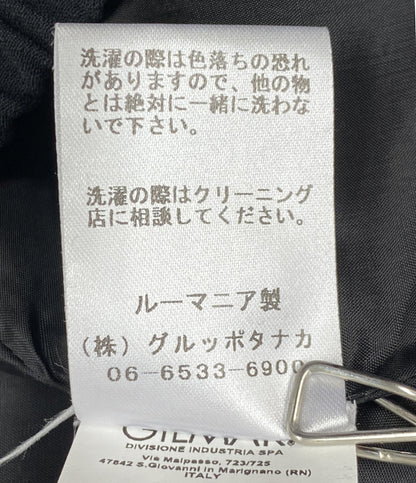 洗濯の際は色落ちの恐れ
がありますので、他の物
とは絶対に一緒に洗わな
いで下さい。
洗濯の際はクリーニング
店に相談してください。
ルーマニア製
（株）グルッポタナカ
06-6533-6900
GILMAR®
DIVISIONE INDUSTRIA SPA
Via Malpasso, 723/725
47842 S.Giovanni in Marignano (RN)
ITALY